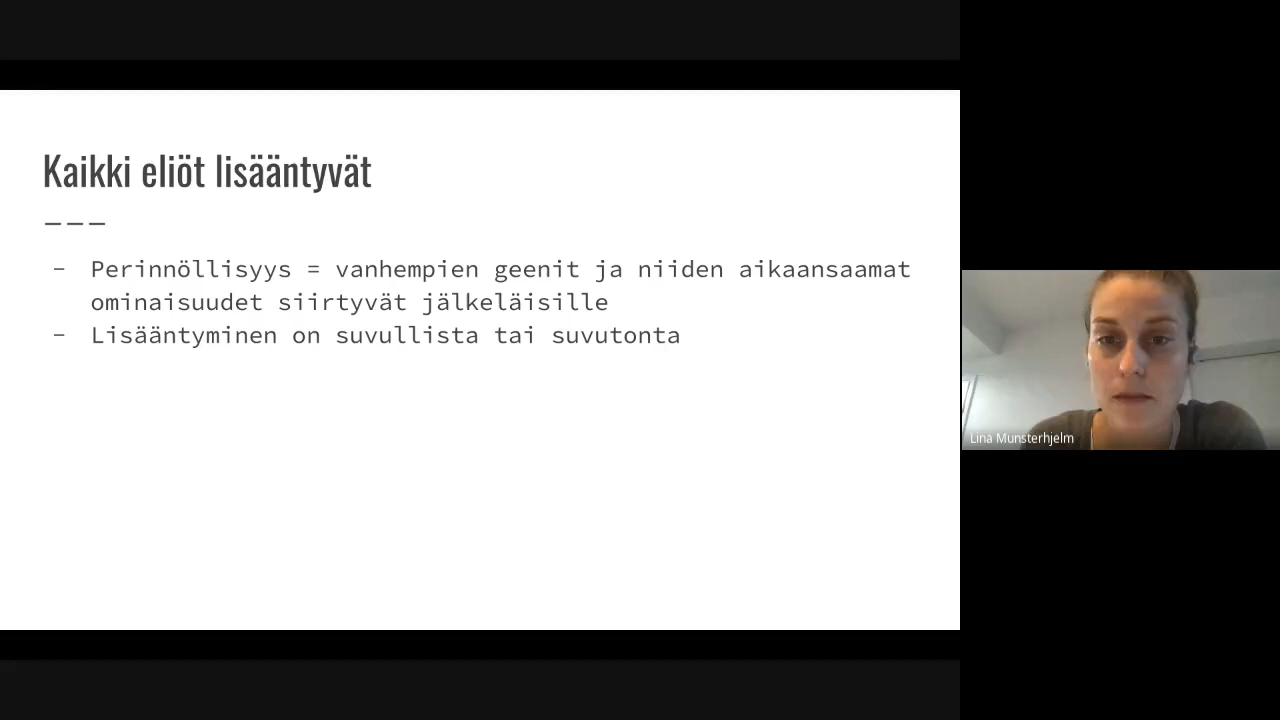 Kaikki eliöt lisääntyvät
– Perinnöllisyys = vanhempien geenit ja niiden aikaansaamat
ominaisuudet siirtyvät jälkeläisille
– Lisääntyminen on suvullista tai suvutonta
Lina Munsterhjelm